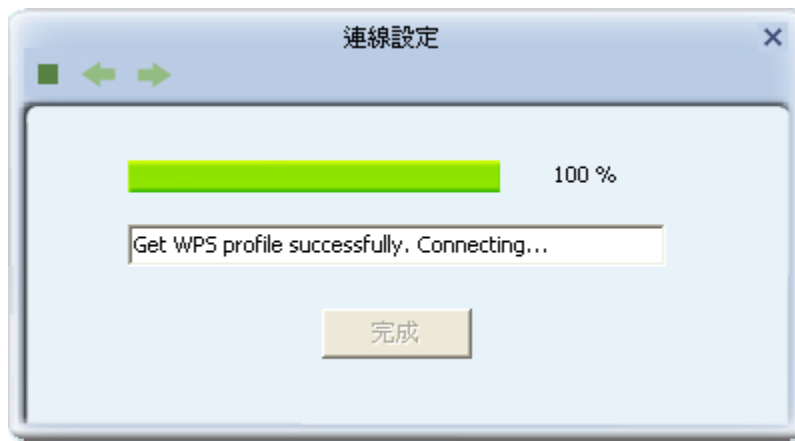 連線設定
100 %
Get WPS profile successfully. Connecting...
完成